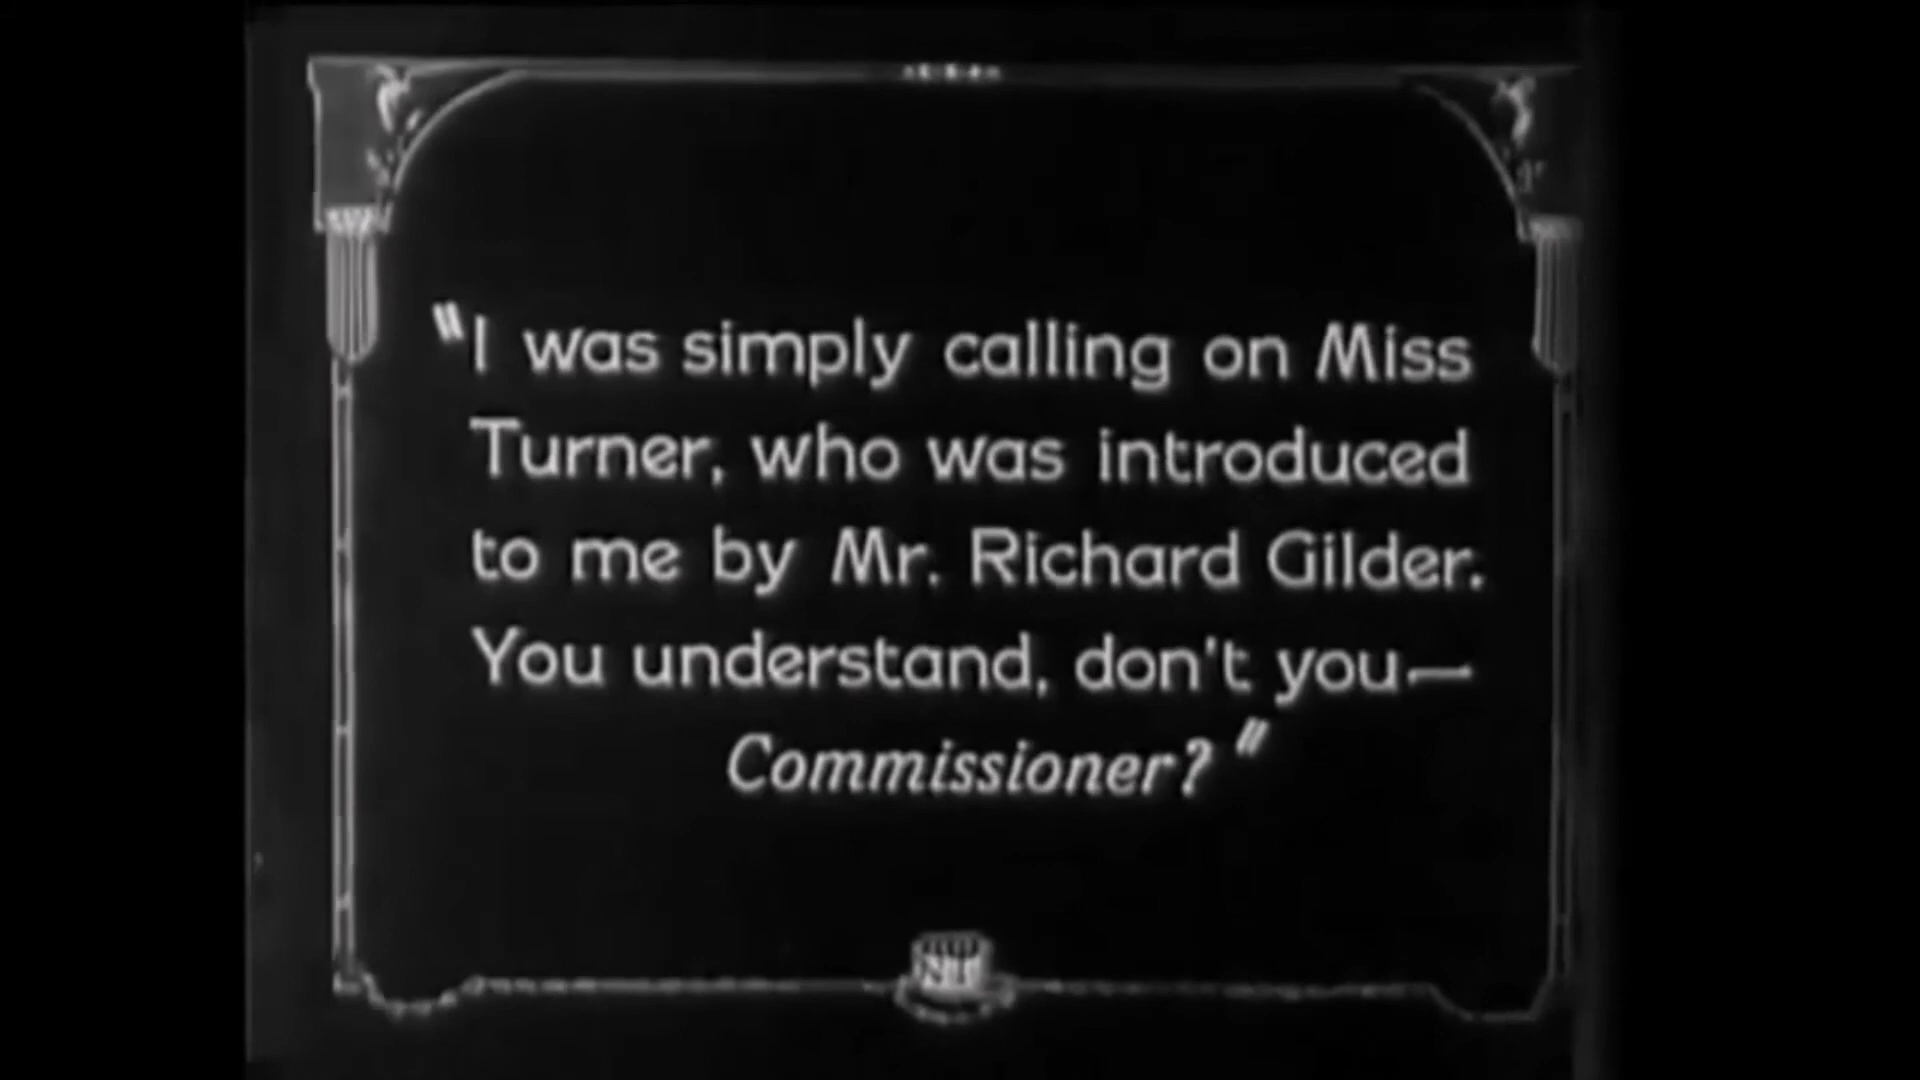 "I was simply calling on Miss
Turner, who was introduced
to me by Mr. Richard Gilder.
You understand, don't you—
Commissioner?"
NT